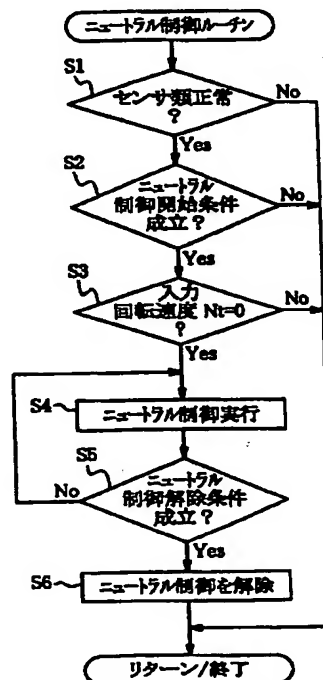 ニュートラル制御ルーチン
S1
センサ類正常
?
No
Yes
S2
ニュートラル
制御開始条件
成立?
No
Yes
S3
入力
回転速度 Nt=0
?
No
Yes
S4
ニュートラル制御実行
S5
ニュートラル
制御解除条件
成立?
No
Yes
S6
ニュートラル制御を解除
リターン/終了